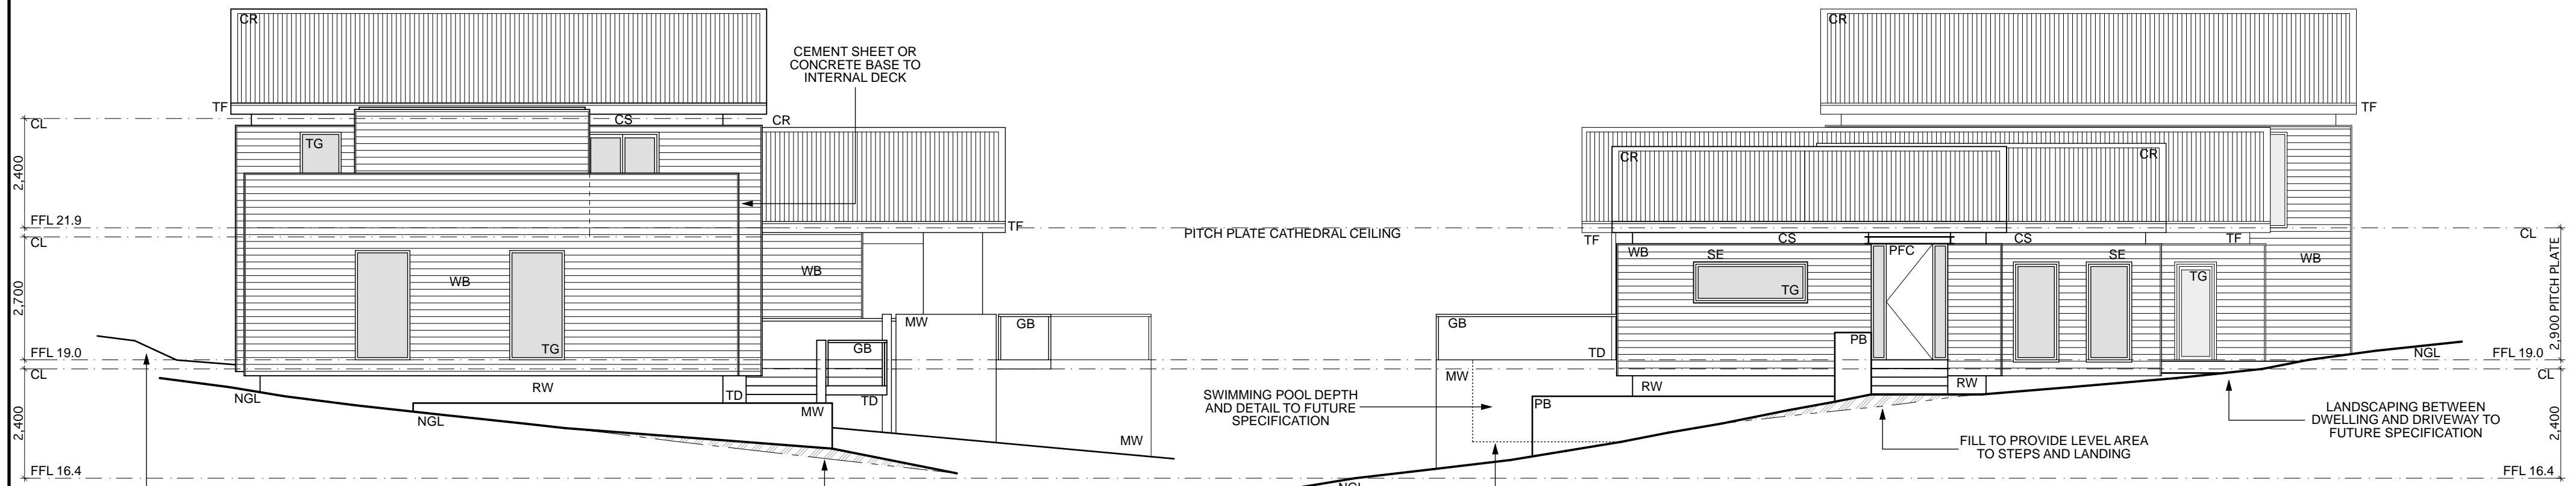 CR
CEMENT SHEET OR
CONCRETE BASE TO
INTERNAL DECK
TF
CL
CS
CR
TG
2,400
FFL 21.9
CL
TF
WB
WB
2,700
TG
MW
GB
GB
FFL 19.0
CL
RW
TD
TD
NGL
MW
NGL
MW
2,400
FFL 16.4
PITCH PLATE CATHEDRAL CEILING
CR
TF
CR
CR
TF
CS
CS
TF
CL
WB
SE
PFC
SE
WB
TG
TG
2,900 PITCH PLATE
GB
PB
TD
NGL
FFL 19.0
CL
MW
RW
RW
PB
SWIMMING POOL DEPTH
AND DETAIL TO FUTURE
SPECIFICATION
LANDSCAPING BETWEEN
DWELLING AND DRIVEWAY TO
FUTURE SPECIFICATION
FILL TO PROVIDE LEVEL AREA
TO STEPS AND LANDING
2,400
FFL 16.4
NGL